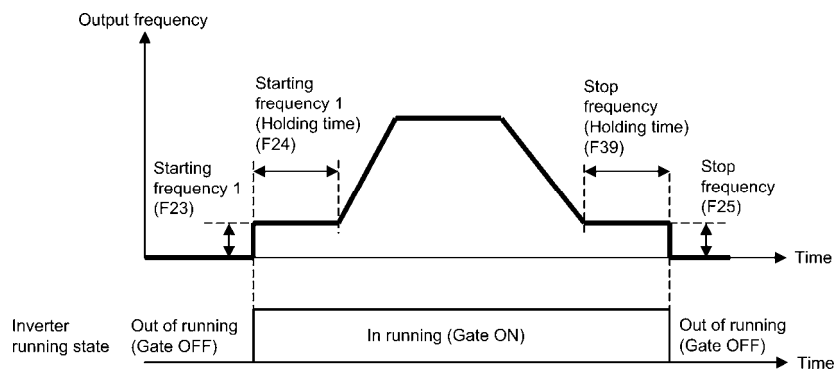 Output frequency
Starting
frequency 1
(Holding time)
(F24)
Stop
frequency
(Holding time)
(F39)
Starting
frequency 1
(F23)
Stop
frequency
(F25)
Time
Inverter
running state
Out of running
(Gate OFF)
In running (Gate ON)
Out of running
(Gate OFF)
Time